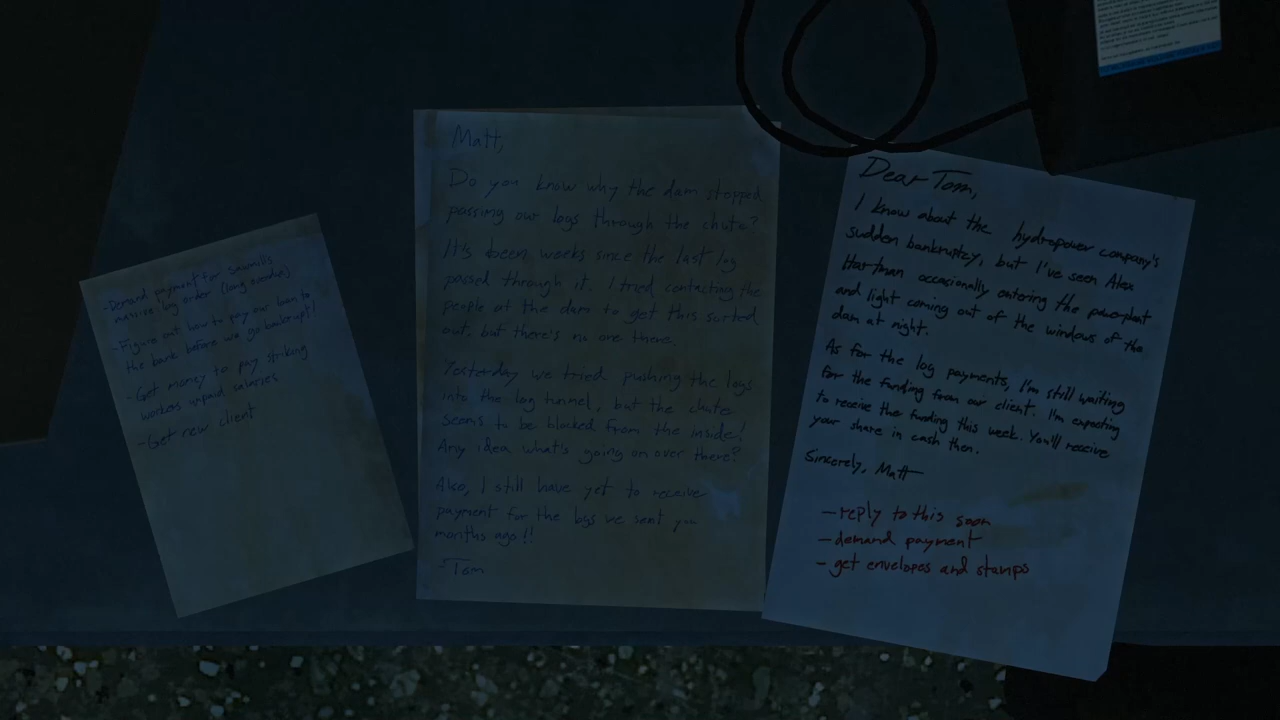 -Demand payment for sawmills
massive log order (long overdue)
-Figure out how to pay our loan to
the bank before we go bankrupt!
-Get money to pay striking
workers unpaid salaries
-Get new client
Matt,
Do you know why the dam stopped
passing our logs through the chute?
It's been weeks since the last log
passed through it. I tried contacting the
people at the dam to get this sorted
out, but there's no one there.
Yesterday we tried pushing the logs
into the log tunnel, but the chute
seems to be blocked from the inside!
Any idea what's going on over there?
Also, I still have yet to receive
payment for the logs we sent you
months ago!!
-Tom
Dear Tom,
I know about the hydropower company's
sudden bankruptcy, but I've seen Alex
Hartman occasionally entering the powerplant
and light coming out of the windows of the
dam at night.
As for the log payments, I'm still waiting
for the funding from our client. I'm expecting
to receive the funding this week. You'll receive
your share in cash then.
Sincerely, Matt
-reply to this soon
-demand payment
-get envelopes and stamps